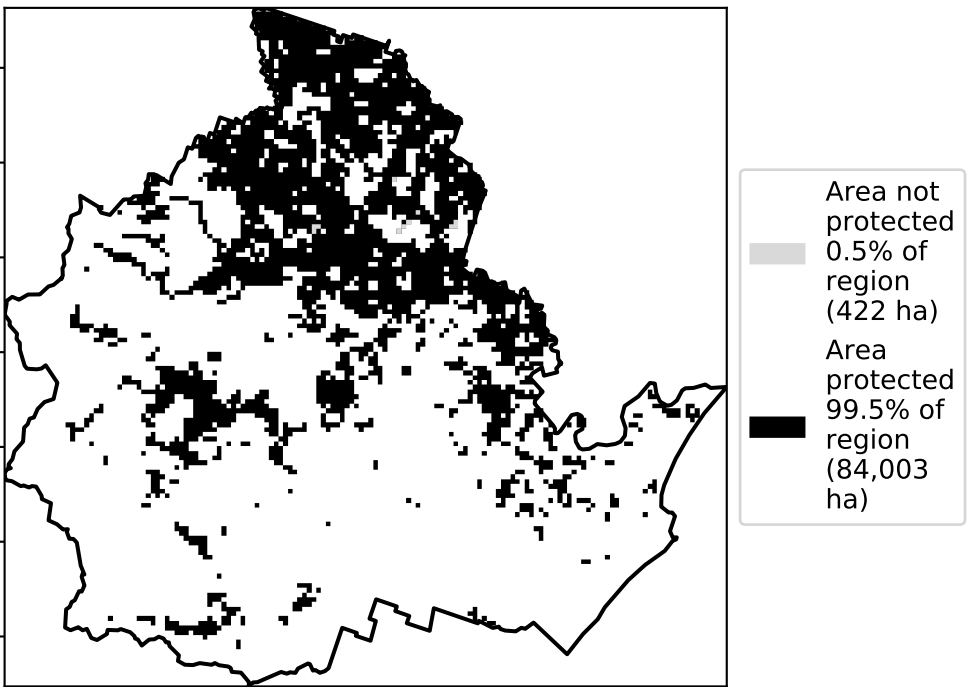 Area not
protected
0.5% of
region
(422 ha)
Area
protected
99.5% of
region
(84,003
ha)